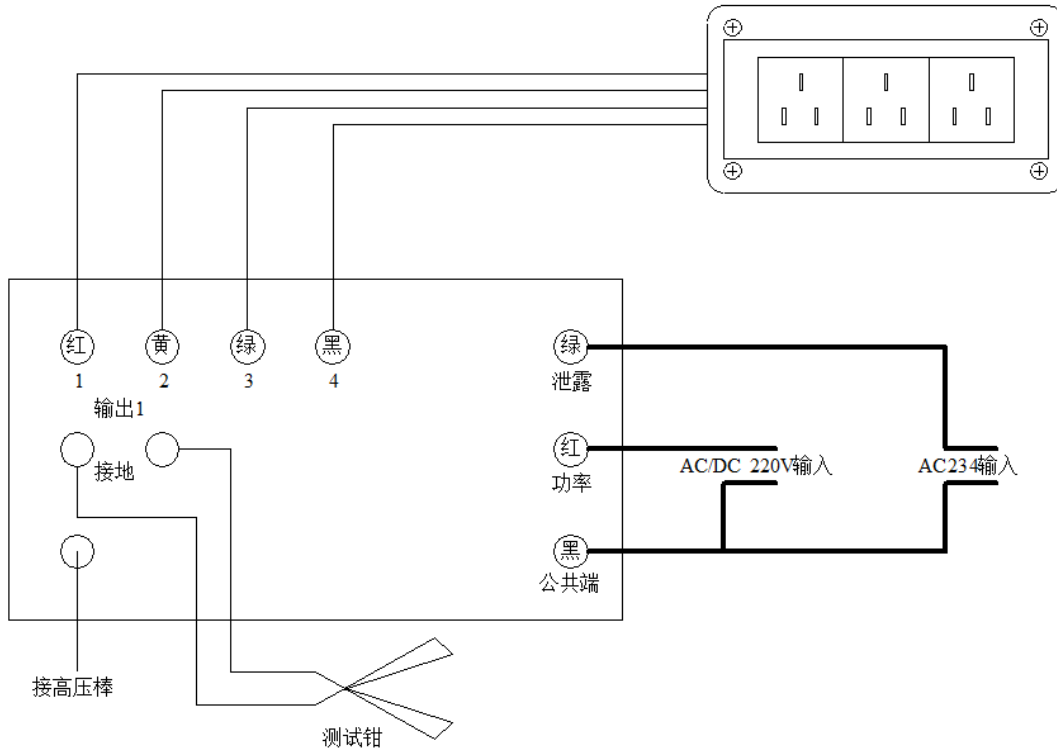 红 黄 绿 黑 绿
1 2 3 4 泄露
输出1
接地 红 AC/DC 220V输入 AC234输入
功率
黑
公共端
接高压棒
测试钳